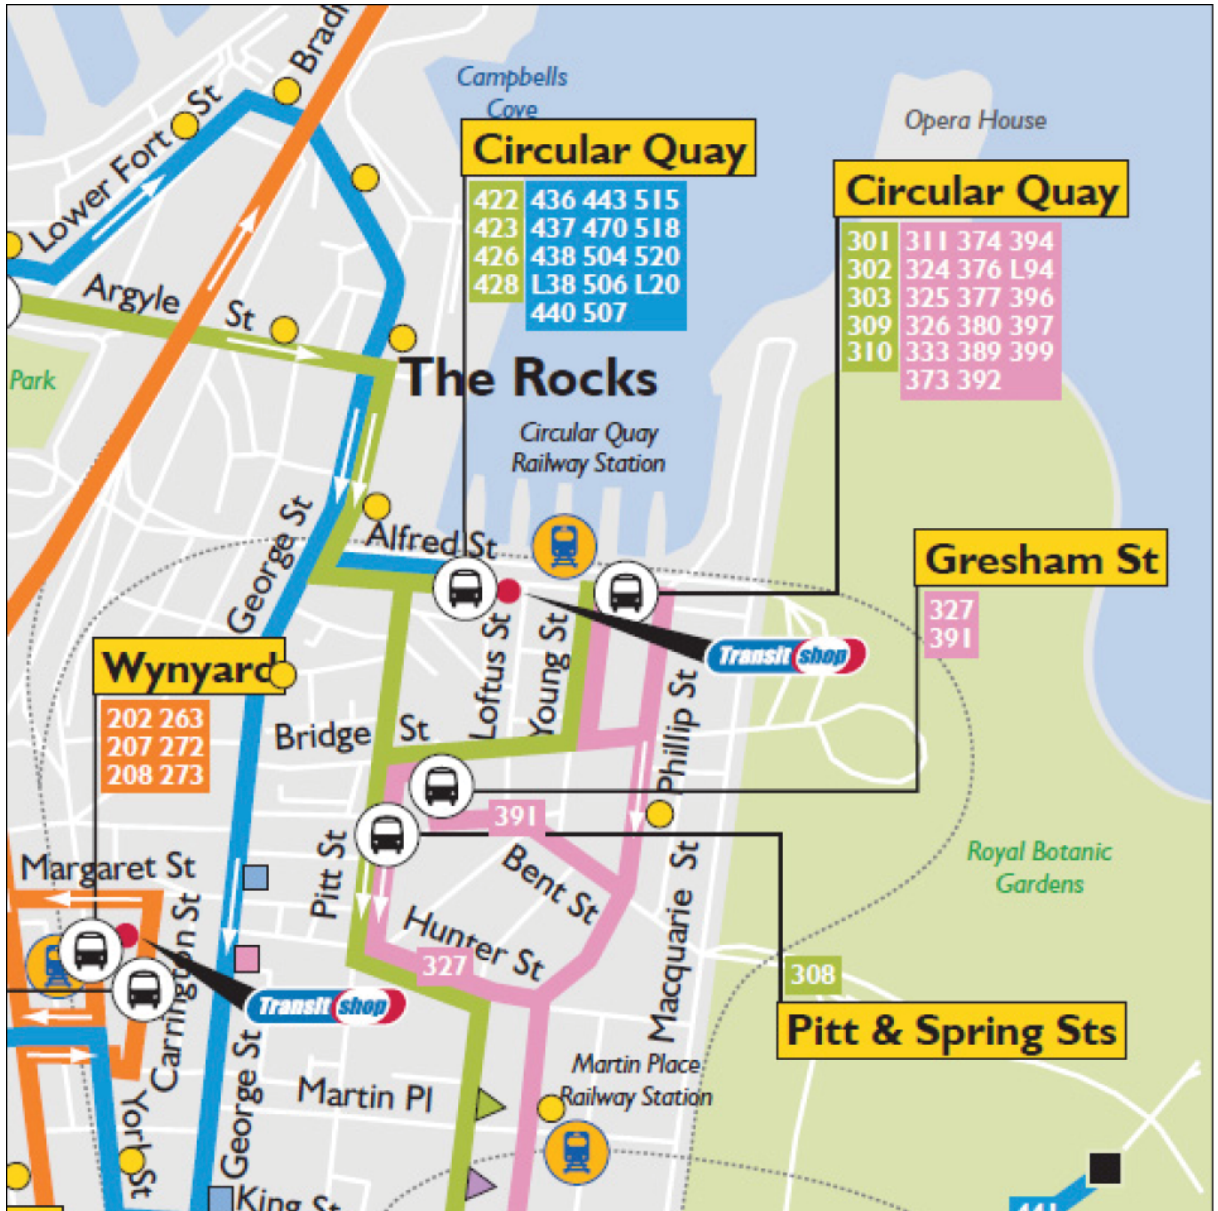 Bradf
Campbells
Cove
Opera House
Lower Fort St
Circular Quay
422 436 443 515
423 437 470 518
426 438 504 520
428 L38 506 L20
440 507
Circular Quay
301 311 374 394
302 324 376 L94
303 325 377 396
309 326 380 397
310 333 389 399
373 392
Argyle St
Park
The Rocks
Circular Quay
Railway Station
George St
Alfred St
Gresham St
327
391
Transit shop
Wynyard
202 263
207 272
208 273
Bridge St
Loftus St
Young St
Phillip St
391
Pitt St
Bent St
Margaret St
Hunter St
327
Macquarie St
Royal Botanic
Gardens
308
Pitt & Spring Sts
Carrington St
Transit shop
George St
Martin Pl
Martin Place
Railway Station
York St
King St
441